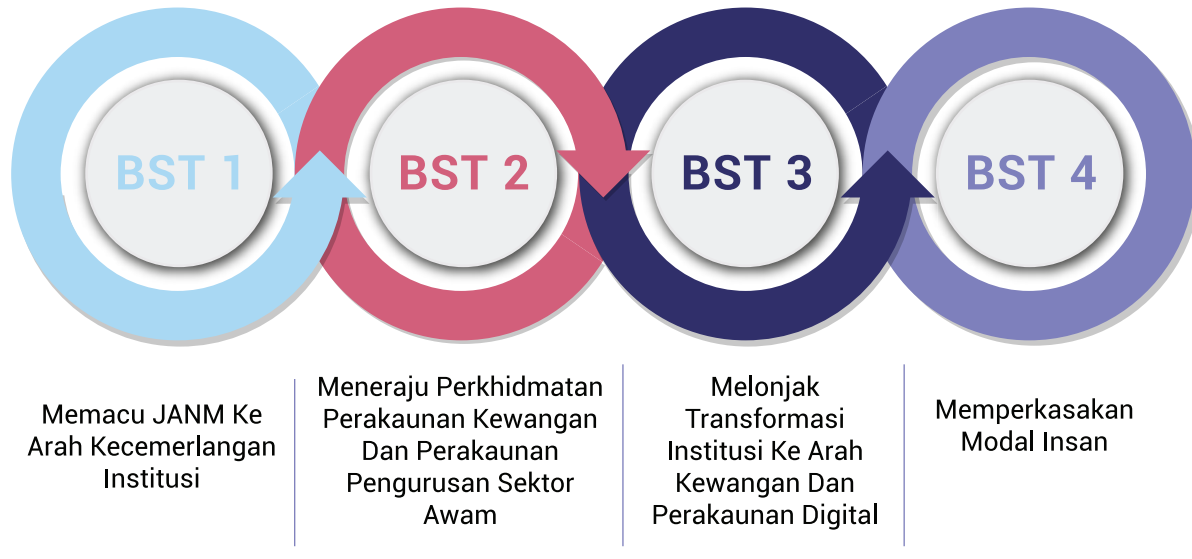 BST 1
BST 2
BST 3
BST 4
Memacu JANM Ke
Arah Kecemerlangan
Institusi
Meneraju Perkhidmatan
Perakaunan Kewangan
Dan Perakaunan
Pengurusan Sektor
Awam
Melonjak
Transformasi
Institusi Ke Arah
Kewangan Dan
Perakaunan Digital
Memperkasakan
Modal Insan